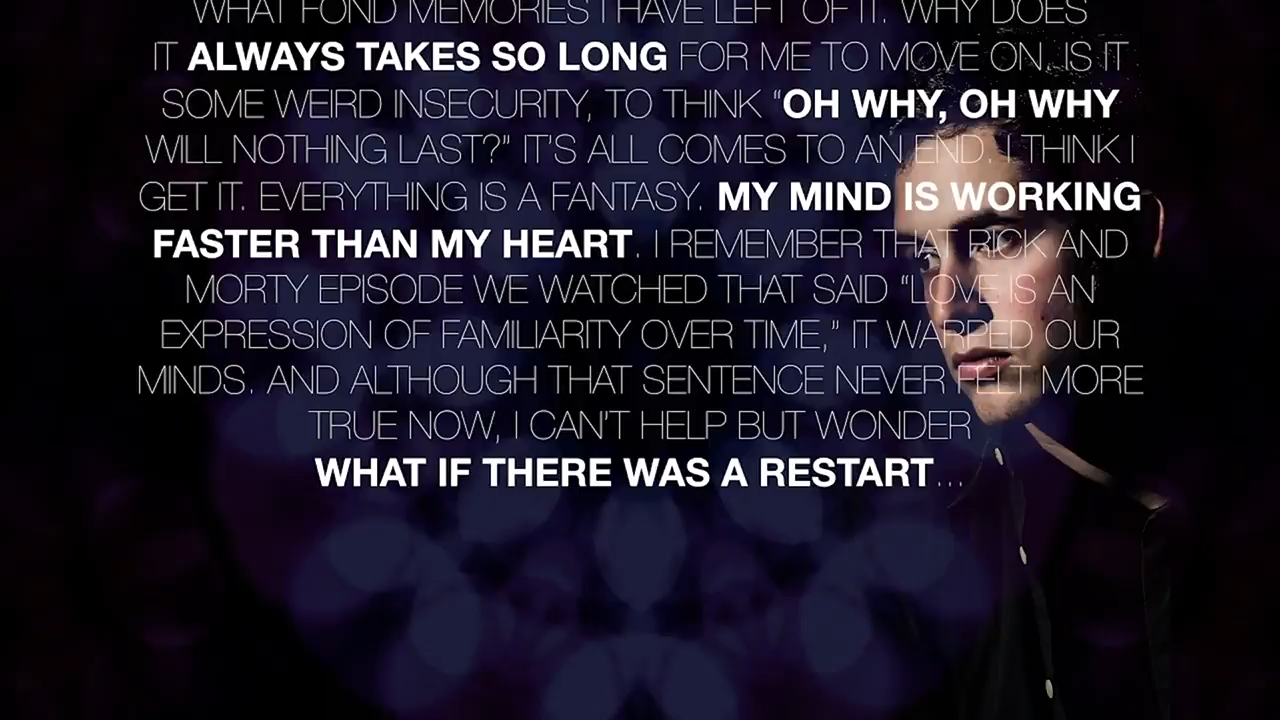 WHAT FOND MEMORIES I HAVE LEFT OF IT. WHY DOES
IT ALWAYS TAKES SO LONG FOR ME TO MOVE ON. IS IT
SOME WEIRD INSECURITY, TO THINK “OH WHY, OH WHY
WILL NOTHING LAST?” IT’S ALL COMES TO AN END. I THINK I
GET IT. EVERYTHING IS A FANTASY. MY MIND IS WORKING
FASTER THAN MY HEART. I REMEMBER THAT RICK AND
MORTY EPISODE WE WATCHED THAT SAID “LOVE IS AN
EXPRESSION OF FAMILIARITY OVER TIME,” IT WARPED OUR
MINDS. AND ALTHOUGH THAT SENTENCE NEVER FELT MORE
TRUE NOW, I CAN’T HELP BUT WONDER
WHAT IF THERE WAS A RESTART...